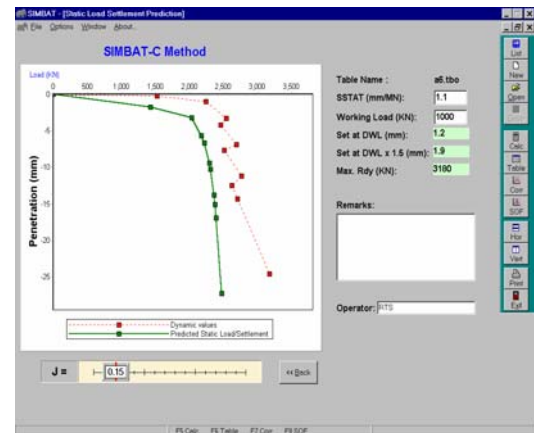 SIMBAT - [Static Load Settlement Prediction]
File Options Window About..
SIMBAT-C Method
Load (KN)
0 500 1,000 1,500 2,000 2,500 3,000 3,500
0
-5
-10
-15
-20
-25
Penetration (mm)
Dynamic values
Predicted Static Load/Settlement
J = 0.15
<< Back
Table Name : a6.tbo
SSTAT (mm/MN): 1.1
Working Load (KN): 1000
Set at DWL (mm): 1.2
Set at DWL x 1.5 (mm): 1.9
Max. Rdy (KN): 3180
Remarks:
Operator: RTS
List
New
Open
Calc
Table
Corr
SOF
Hor
Vert
Print
Exit
F5 Calc F6 Table F7 Corr F9 SOF